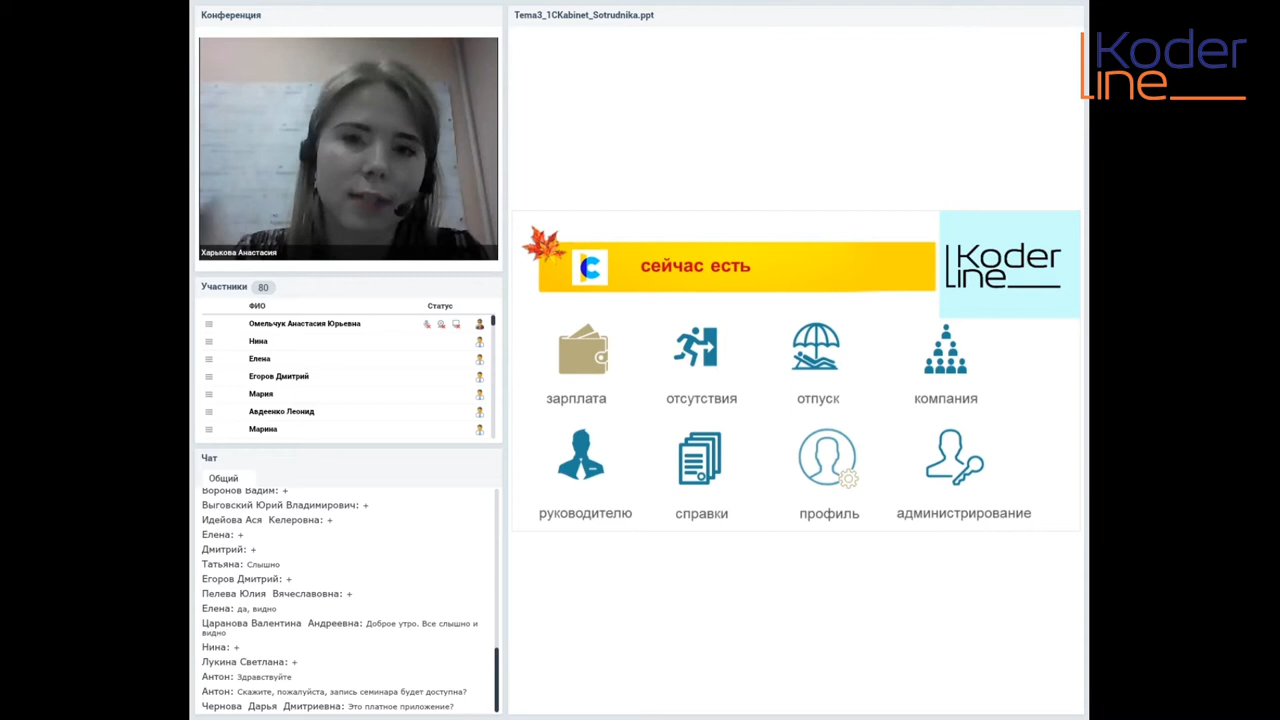 Конференция
Харькова Анастасия
Участники 80
ФИО Статус
Омельчук Анастасия Юрьевна
Нина
Елена
Егоров Дмитрий
Мария
Авдеенко Леонид
Марина
Чат
Общий
Воронов Вадим: +
Выговский Юрий Владимирович: +
Идейова Ася Келеровна: +
Елена: +
Дмитрий: +
Татьяна: Слышно
Егоров Дмитрий: +
Пелева Юлия Вячеславовна: +
Елена: да, видно
Царанова Валентина Андреевна: Доброе утро. Все слышно и
видно
Нина: +
Лукина Светлана: +
Антон: Здравствуйте
Антон: Скажите, пожалуйста, запись семинара будет доступна?
Чернова Дарья Дмитриевна: Это платное приложение?
Tema3_1CKabinet_Sotrudnika.ppt
сейчас есть
Koder
line
зарплата отсутствия отпуск компания
руководителю справки профиль администрирование
Koder
line